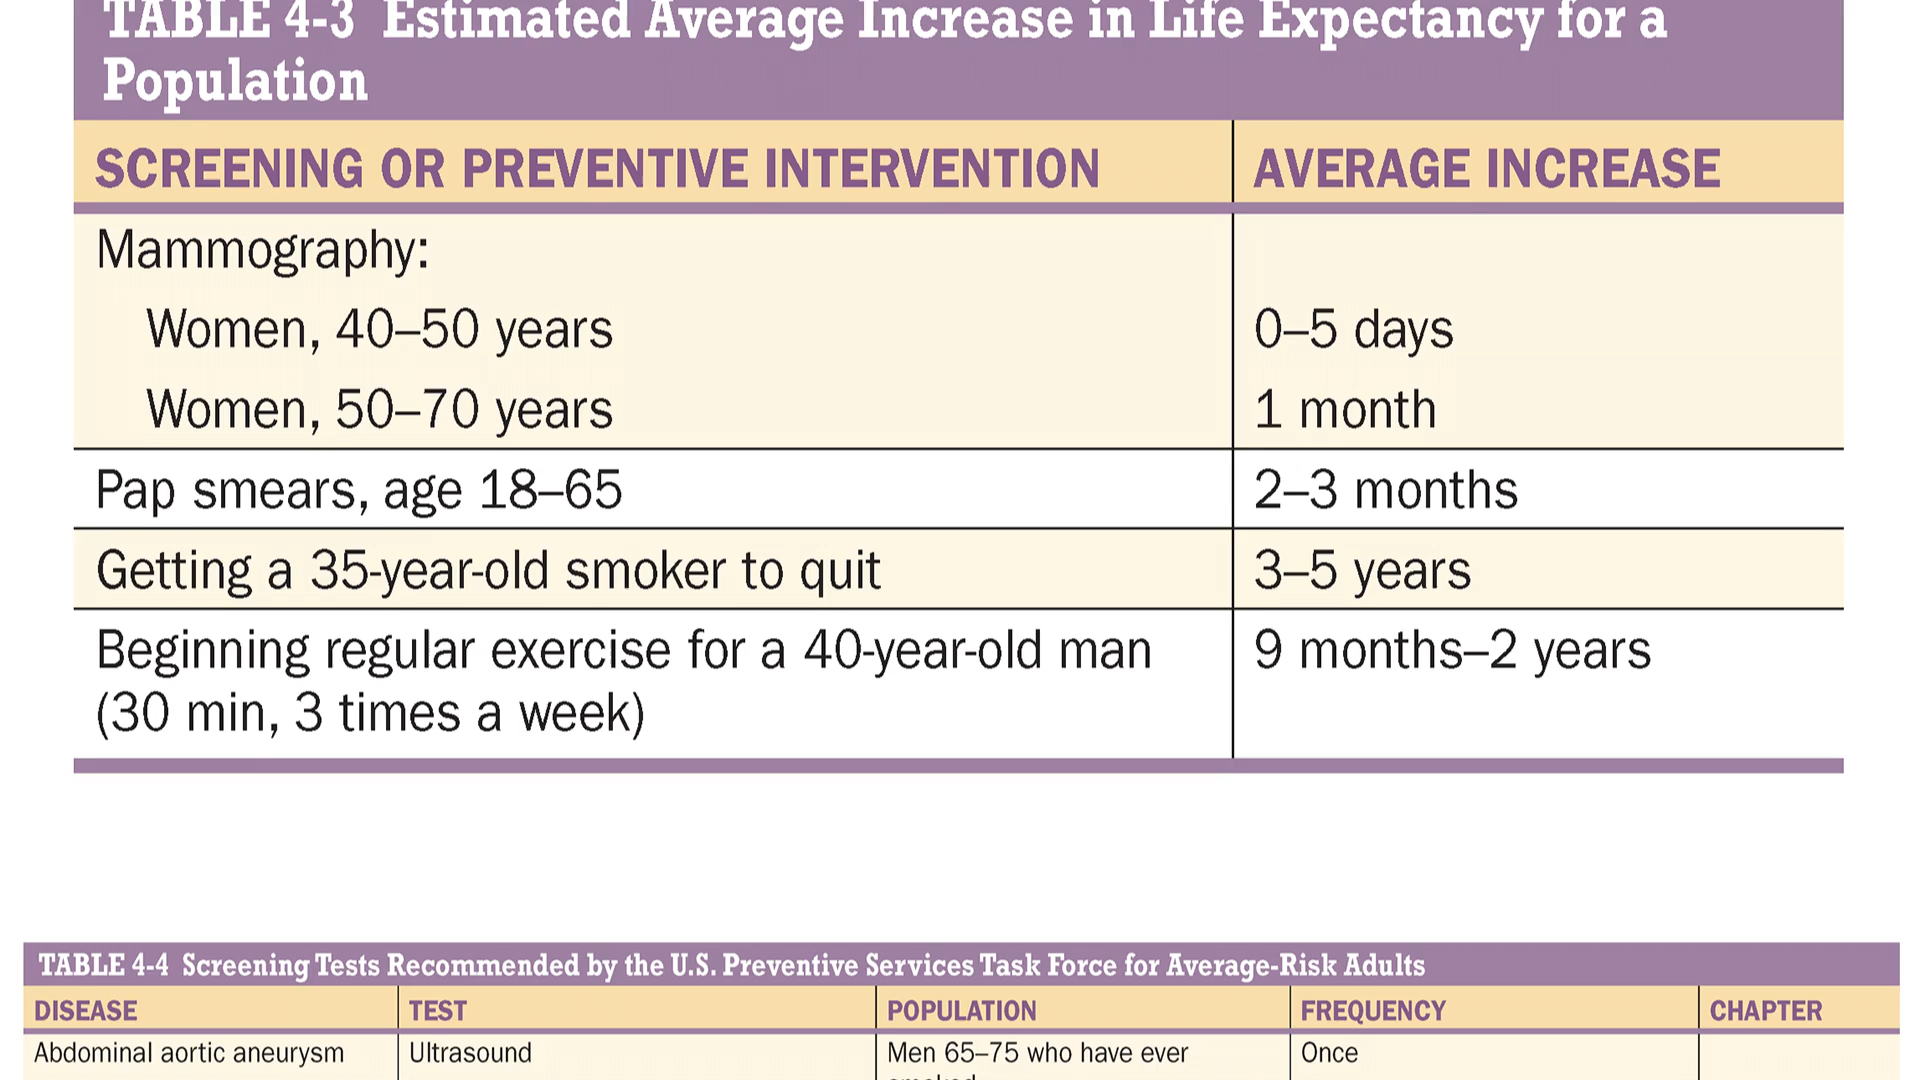 TABLE 4-3 Estimated Average Increase in Life Expectancy for a
Population
SCREENING OR PREVENTIVE INTERVENTION AVERAGE INCREASE
Mammography:
Women, 40–50 years 0–5 days
Women, 50–70 years 1 month
Pap smears, age 18–65 2–3 months
Getting a 35-year-old smoker to quit 3–5 years
Beginning regular exercise for a 40-year-old man 9 months–2 years
(30 min, 3 times a week)
TABLE 4-4 Screening Tests Recommended by the U.S. Preventive Services Task Force for Average-Risk Adults
DISEASE TEST POPULATION FREQUENCY CHAPTER
Abdominal aortic aneurysm Ultrasound Men 65–75 who have ever Once